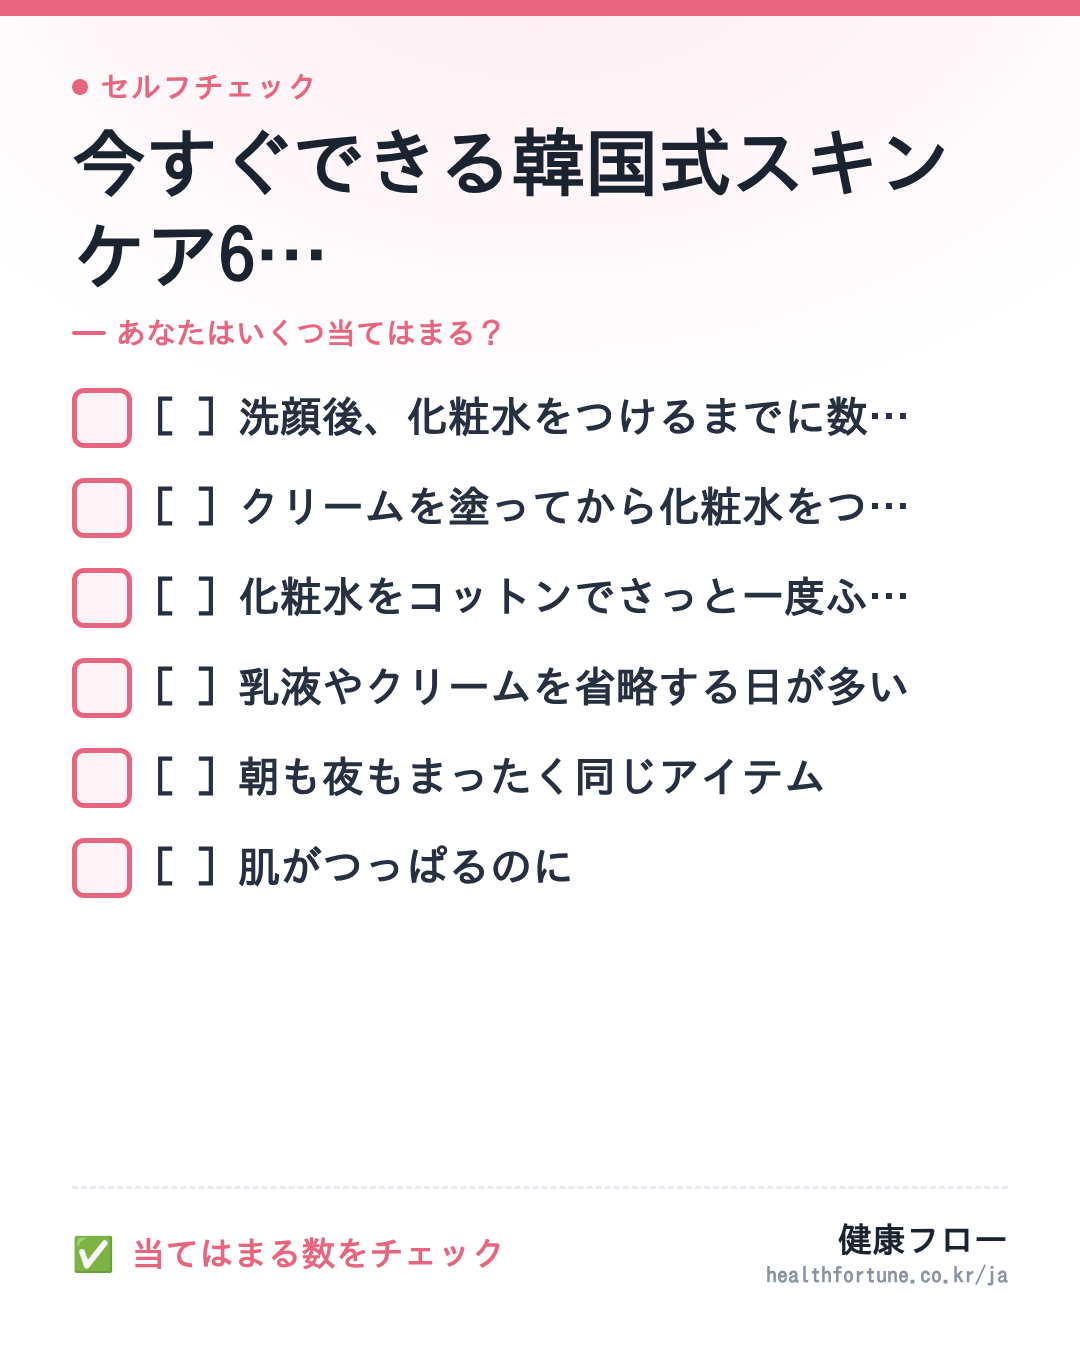 セルフチェック
今すぐできる韓国式スキン
ケア6…
— あなたはいくつ当てはまる？
[ ] 洗顔後、化粧水をつけるまでに数…
[ ] クリームを塗ってから化粧水をつ…
[ ] 化粧水をコットンでさっと一度ふ…
[ ] 乳液やクリームを省略する日が多い
[ ] 朝も夜もまったく同じアイテム
[ ] 肌がつっぱるのに
✅ 当てはまる数をチェック
健康フロー
healthfortune.co.kr/ja